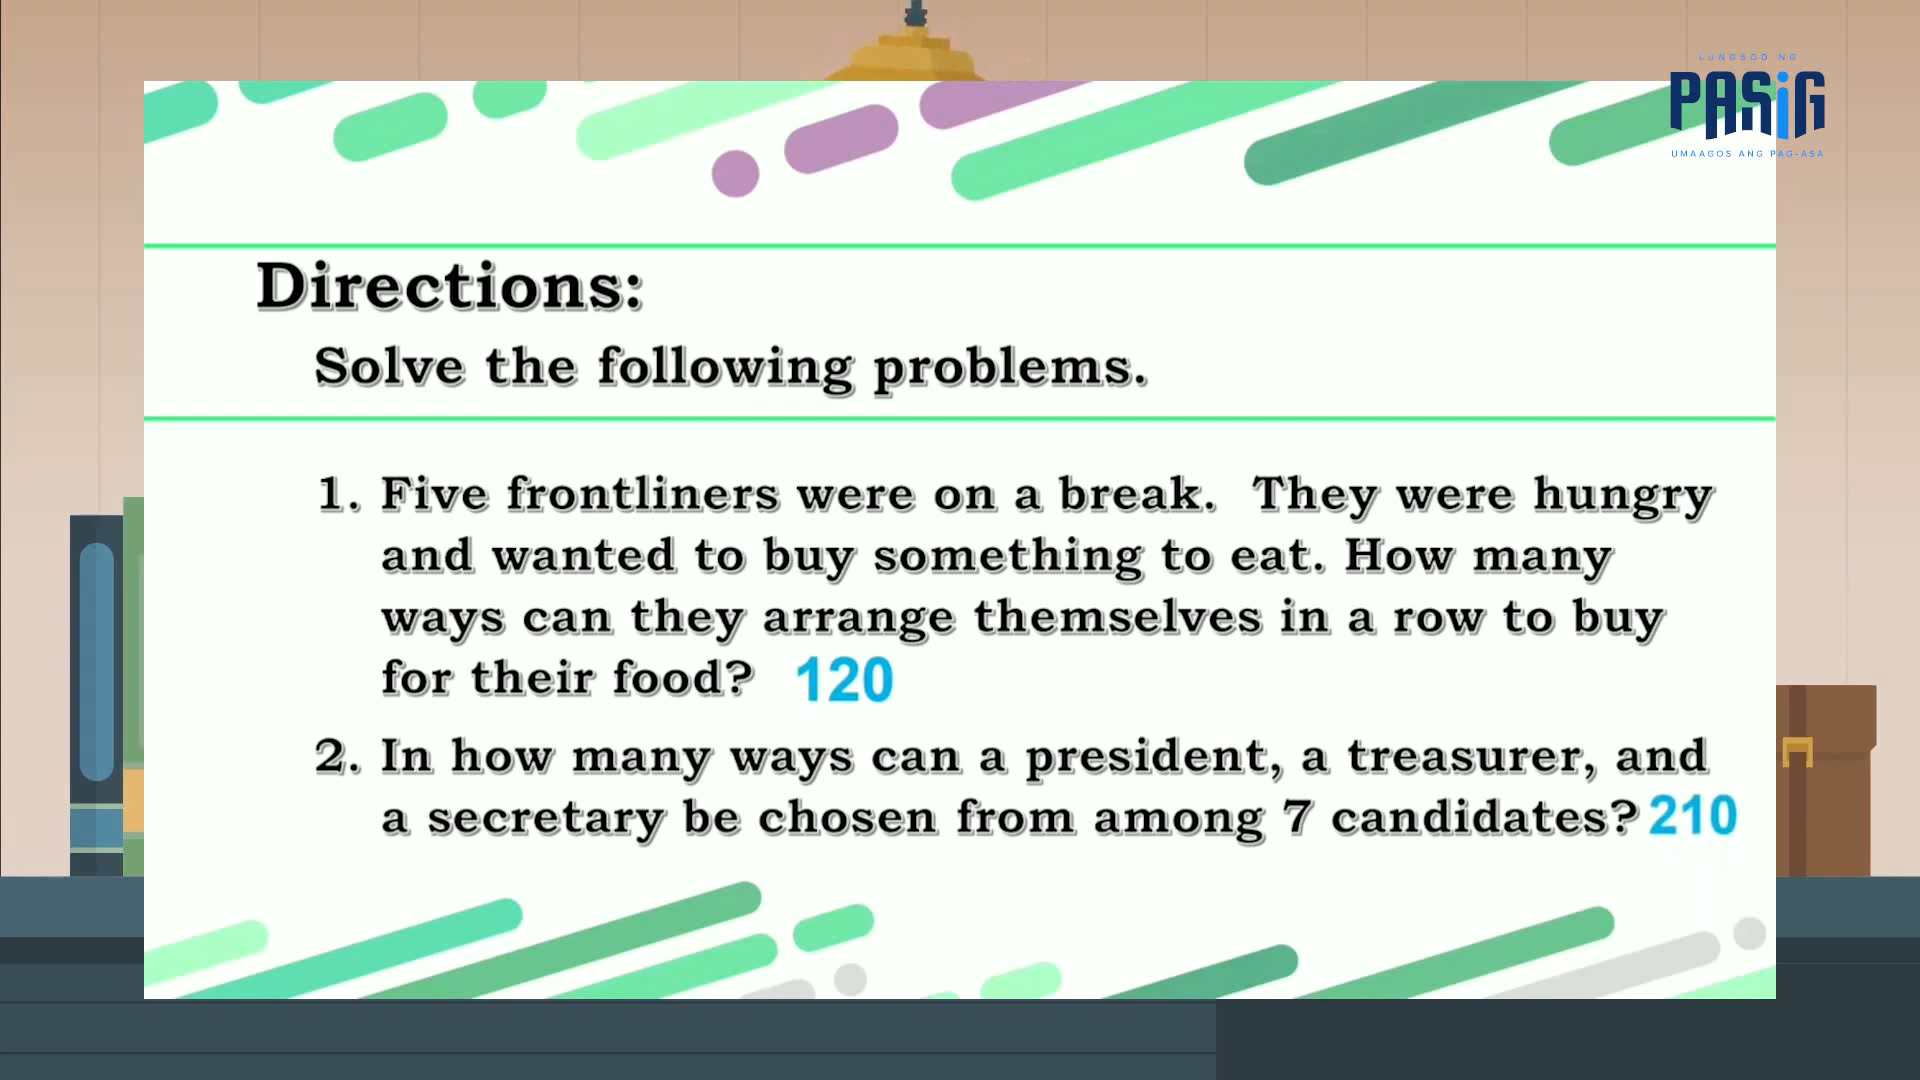 LUNGSOD NG
PASiG
UMAAGOS ANG PAG-ASA
Directions:
Solve the following problems.
1. Five frontliners were on a break. They were hungry
and wanted to buy something to eat. How many
ways can they arrange themselves in a row to buy
for their food? 120
2. In how many ways can a president, a treasurer, and
a secretary be chosen from among 7 candidates? 210